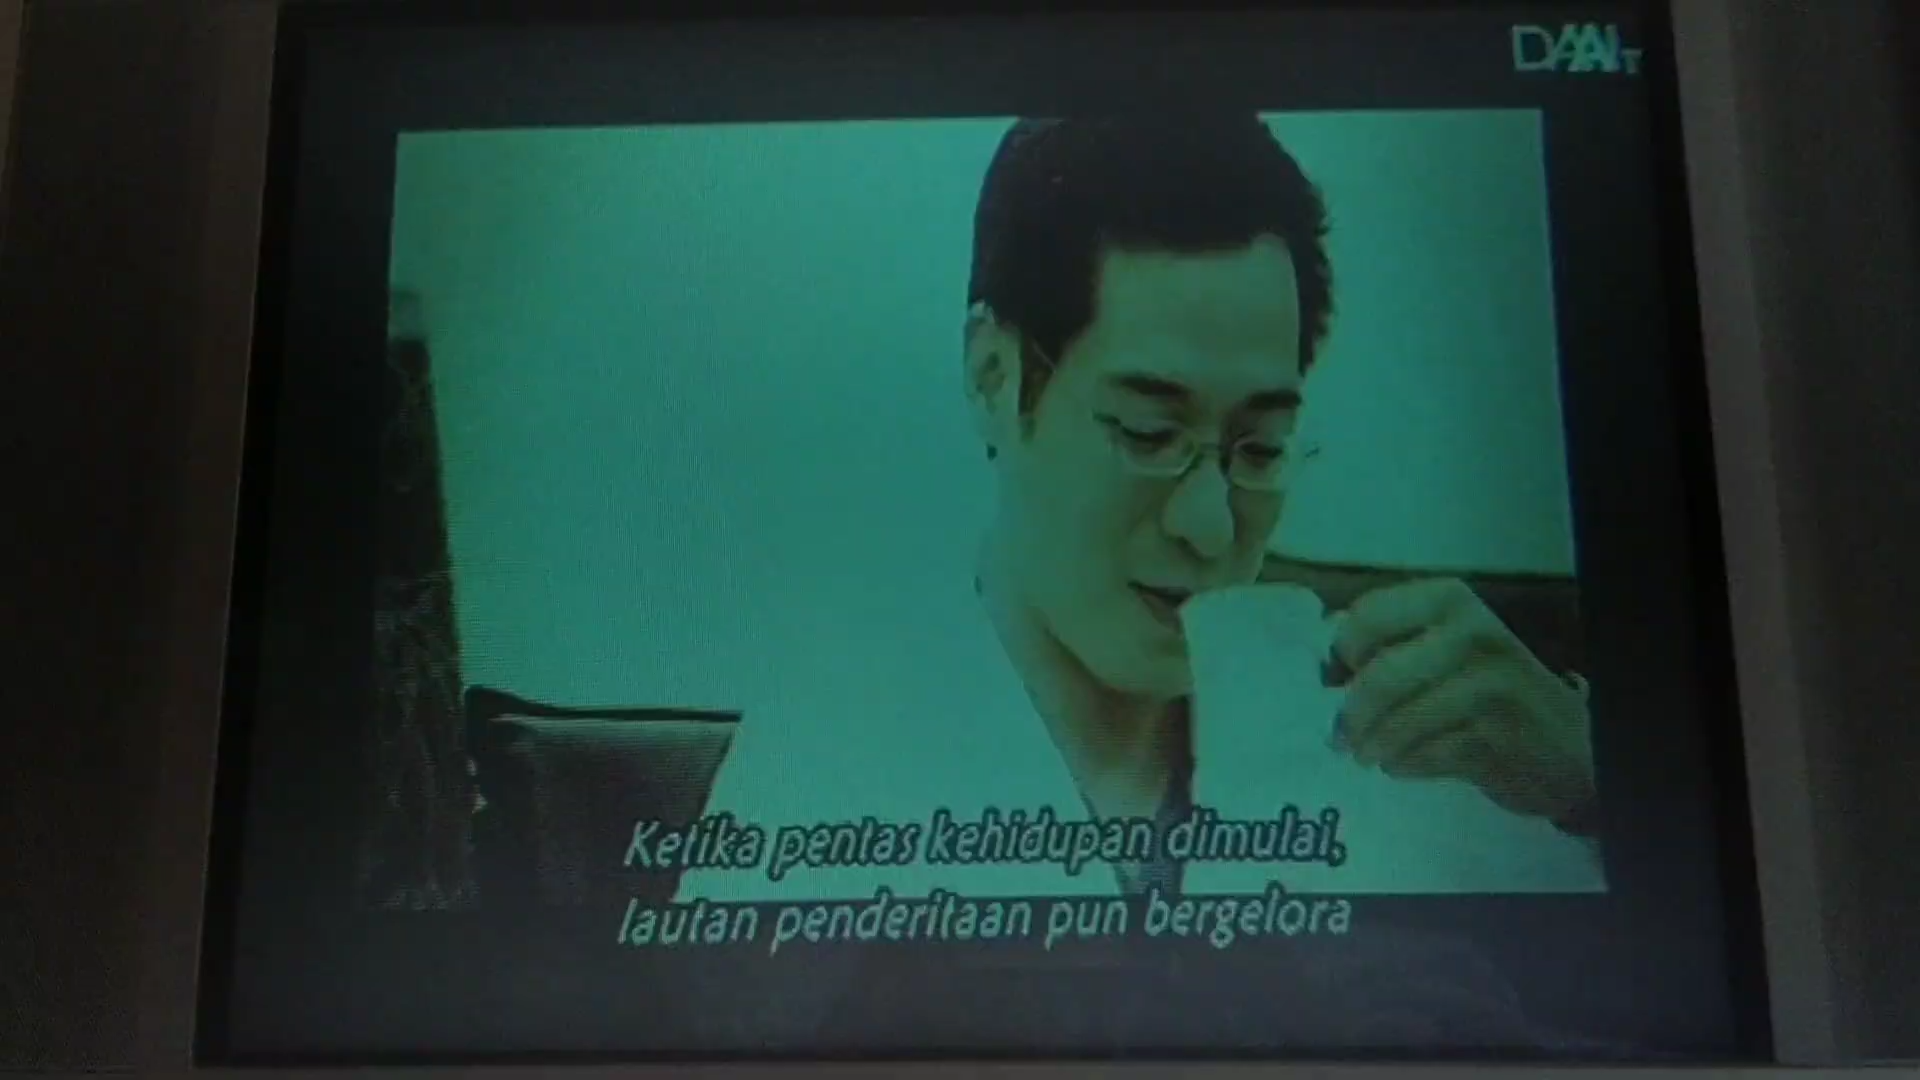 DAAI
Ketika pentas kehidupan dimulai,
lautan penderitaan pun bergelora